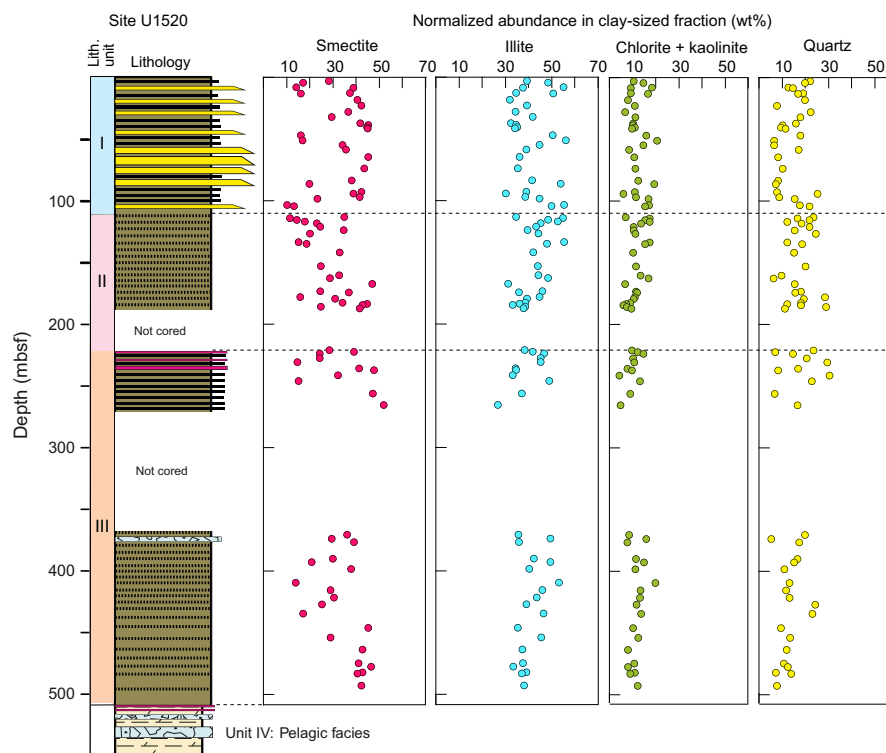 Site U1520
Normalized abundance in clay-sized fraction (wt%)
Lith. unit
Lithology
Smectite
Illite
Chlorite + kaolinite
Quartz
10 30 50 70
10 30 50 70
10 30 50
10 30 50
Depth (mbsf)
100
200
300
400
500
I
II
III
Not cored
Not cored
Unit IV: Pelagic facies